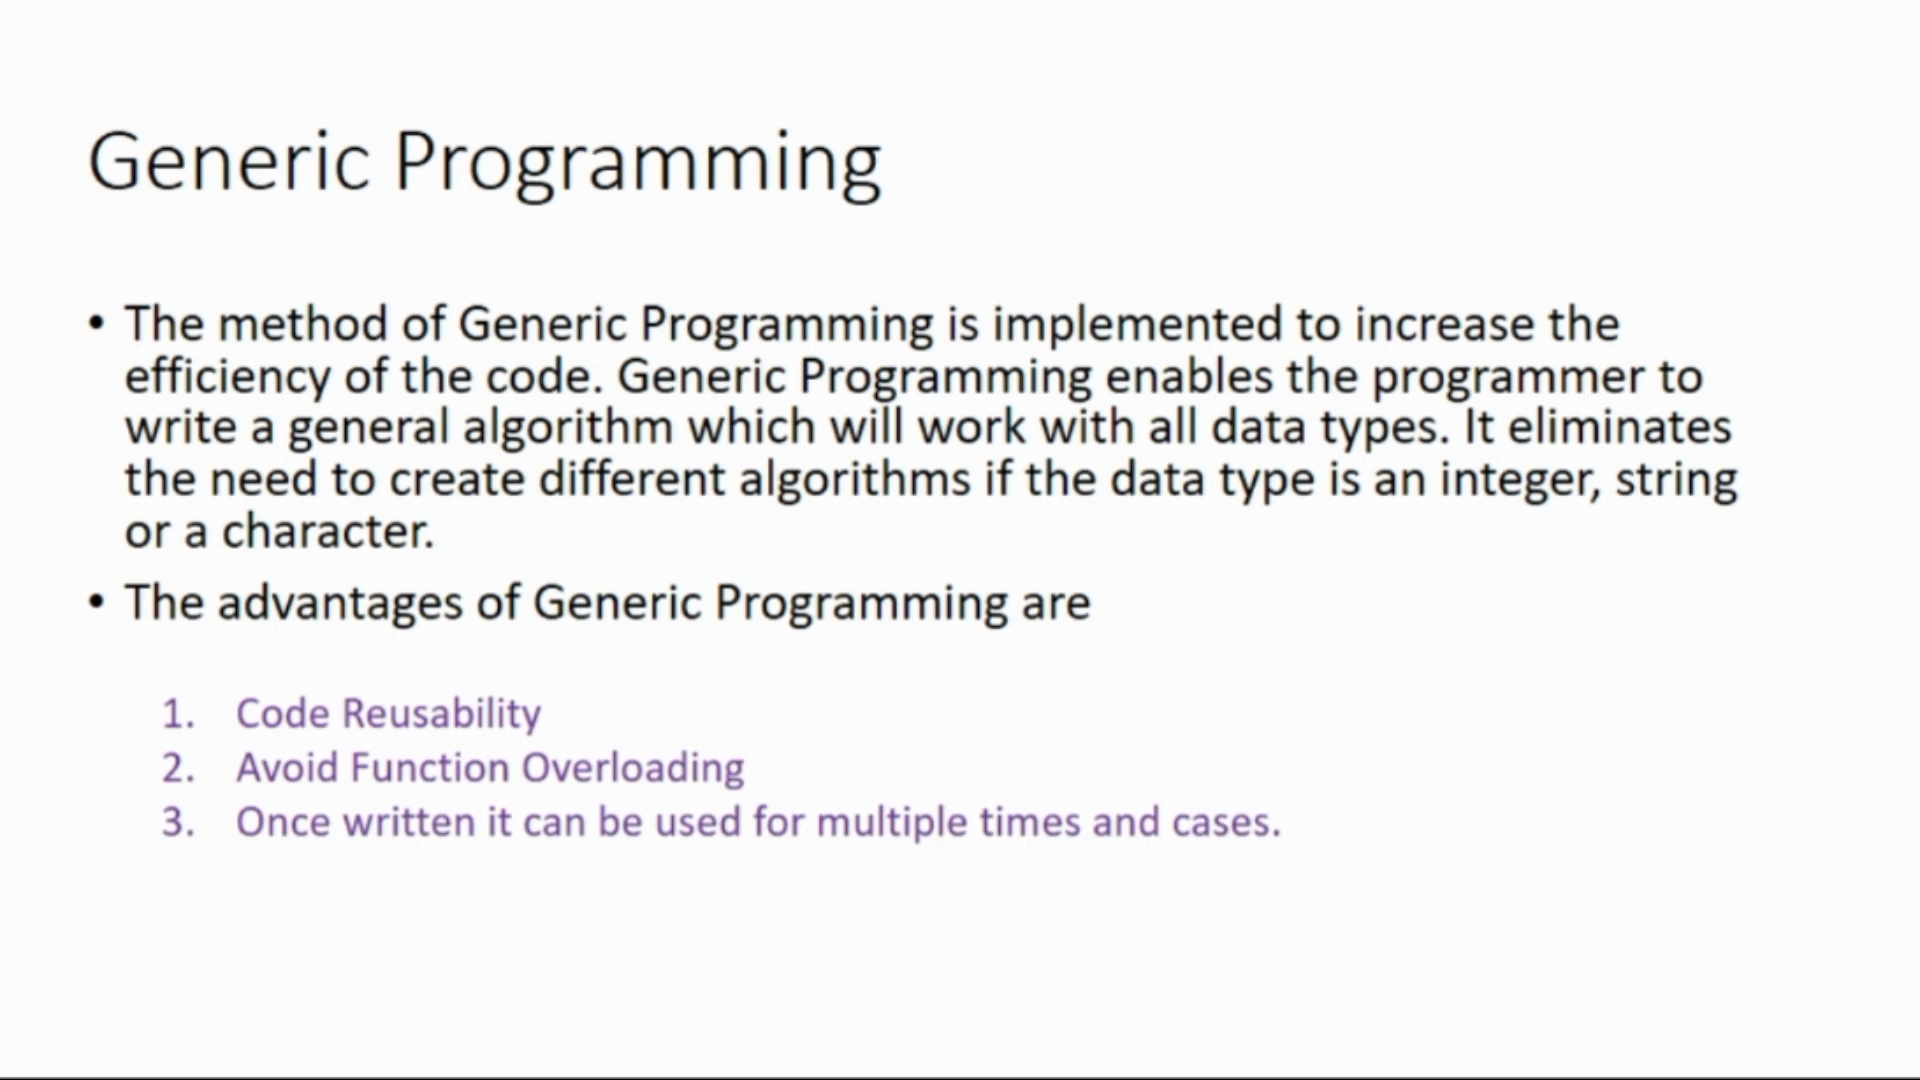 Generic Programming
• The method of Generic Programming is implemented to increase the
efficiency of the code. Generic Programming enables the programmer to
write a general algorithm which will work with all data types. It eliminates
the need to create different algorithms if the data type is an integer, string
or a character.
• The advantages of Generic Programming are
1. Code Reusability
2. Avoid Function Overloading
3. Once written it can be used for multiple times and cases.